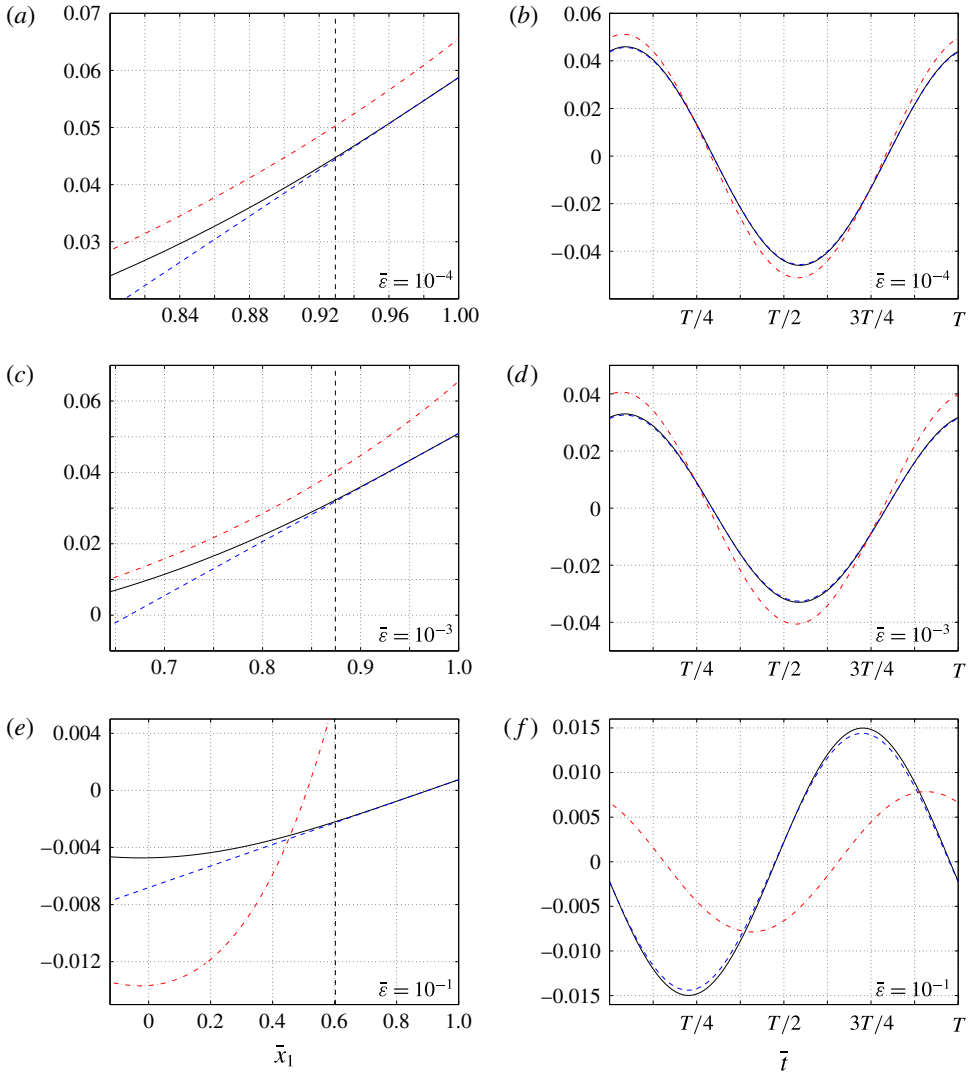 (a)
0.07
0.06
0.05
0.04
0.03
ε̄ = 10⁻⁴
0.84 0.88 0.92 0.96 1.00
(b)
0.06
0.04
0.02
0
−0.02
−0.04
ε̄ = 10⁻⁴
T/4 T/2 3T/4 T
(c)
0.06
0.04
0.02
0
ε̄ = 10⁻³
0.7 0.8 0.9 1.0
(d)
0.04
0.02
0
−0.02
−0.04
ε̄ = 10⁻³
T/4 T/2 3T/4 T
(e)
0.004
0
−0.004
−0.008
−0.012
ε̄ = 10⁻¹
0 0.2 0.4 0.6 0.8 1.0
x̄₁
(f)
0.015
0.010
0.005
0
−0.005
−0.010
−0.015
ε̄ = 10⁻¹
T/4 T/2 3T/4 T
t̄